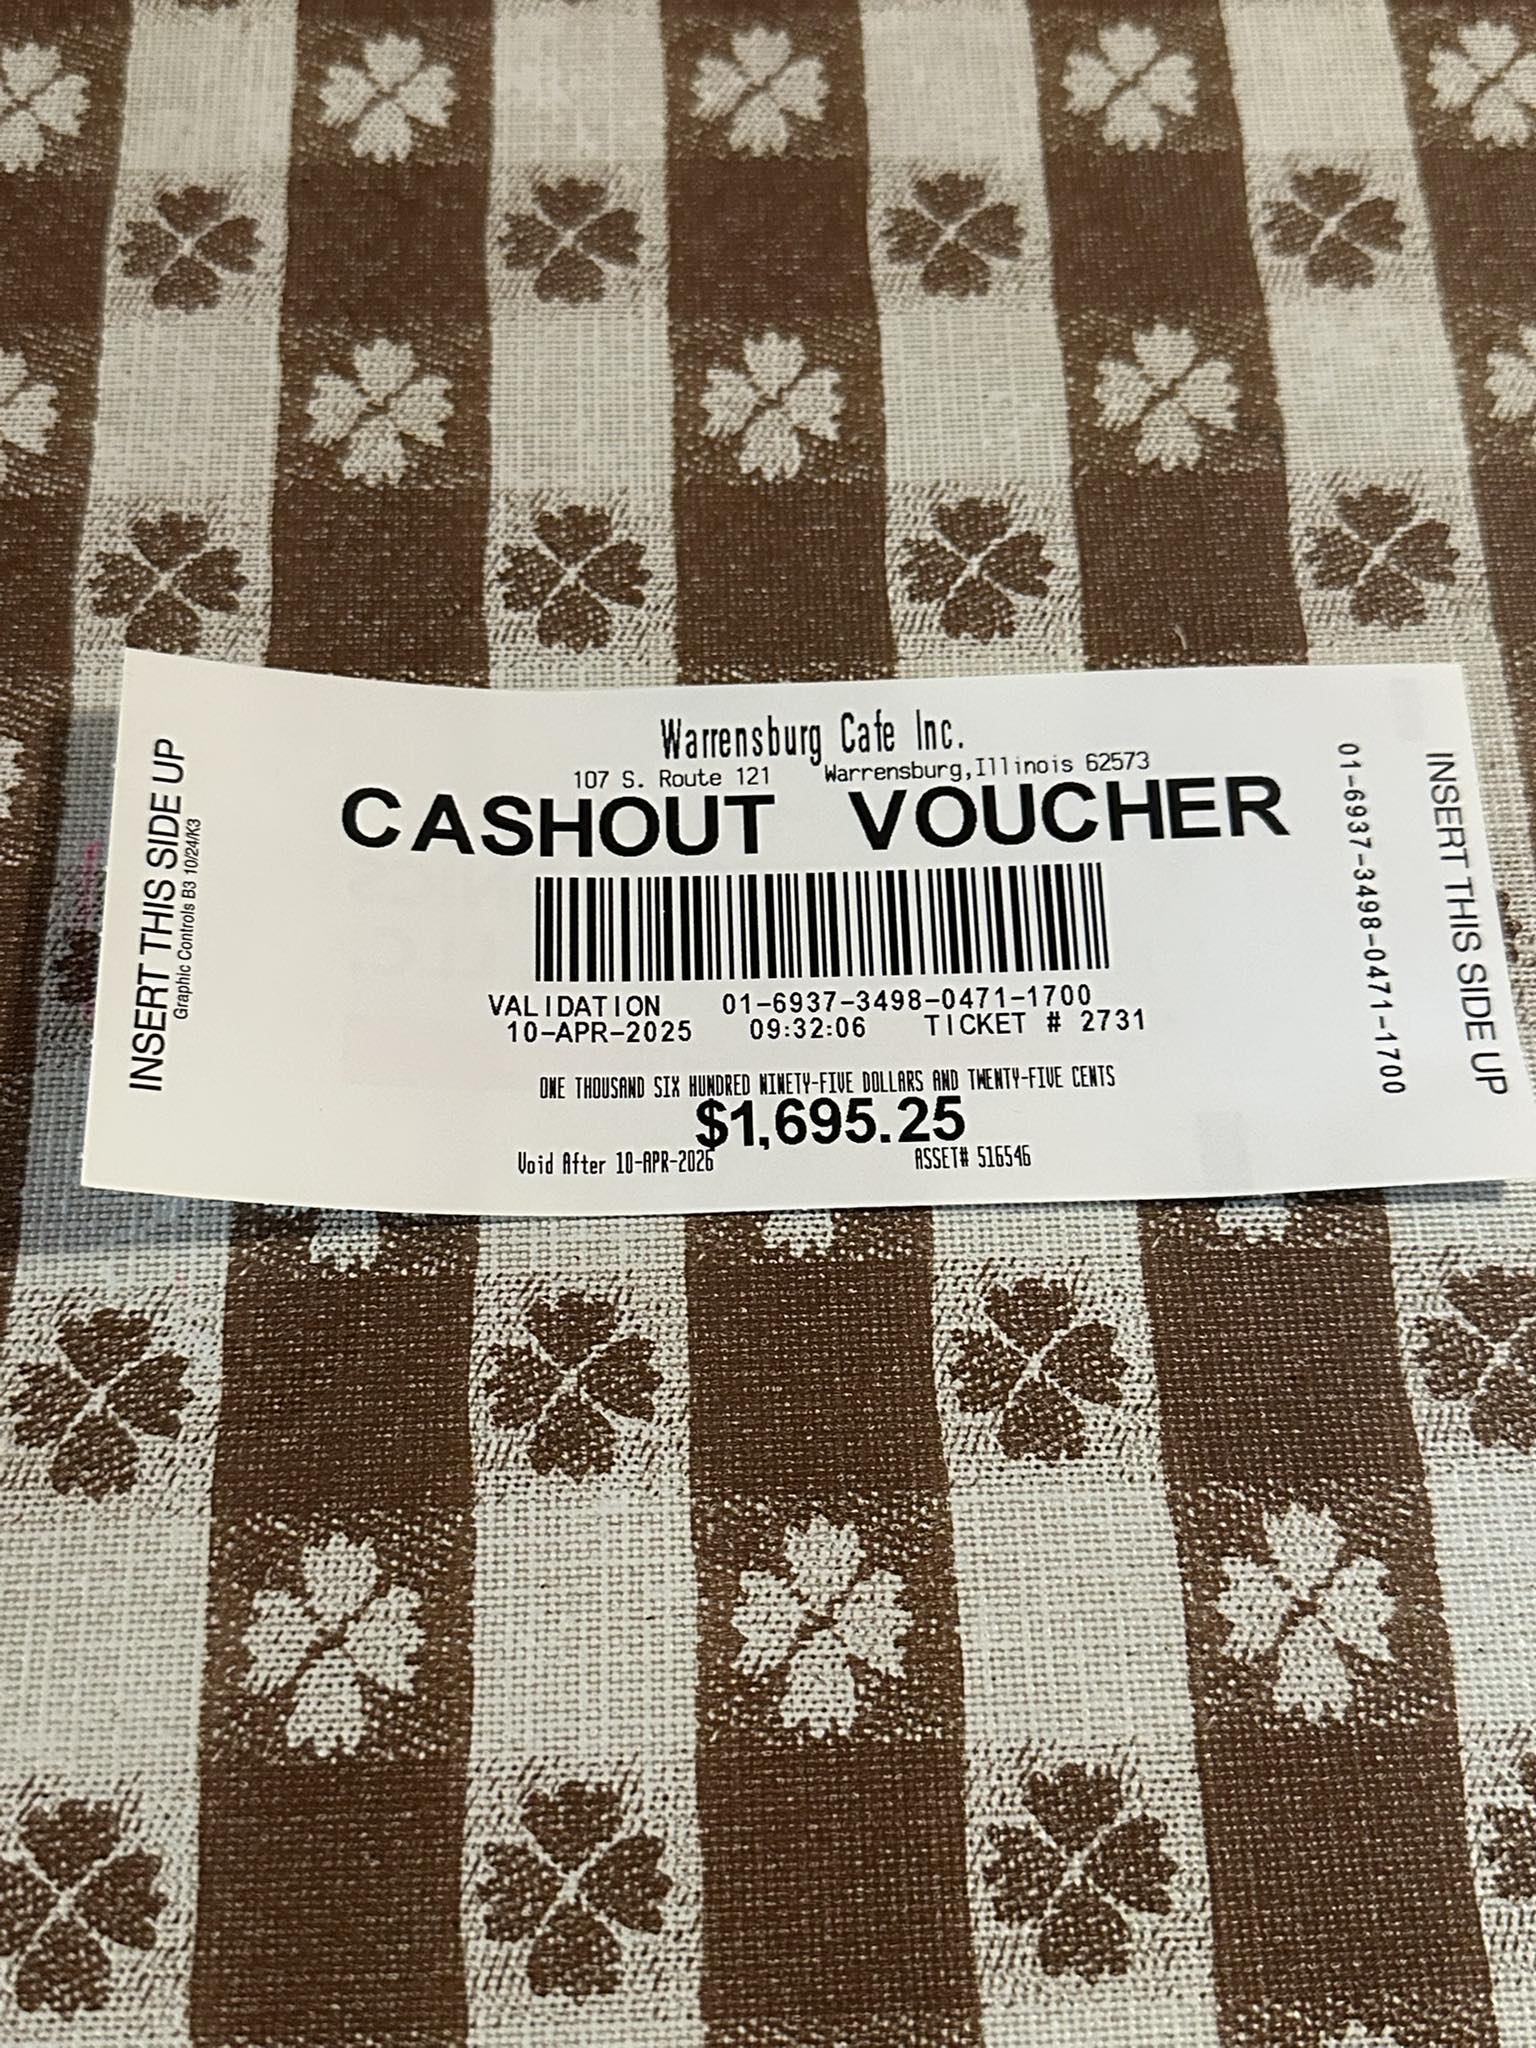 Warrensburg Cafe Inc.
107 S. Route 121 Warrensburg,Illinois 62573
CASHOUT VOUCHER
VALIDATION 01-6937-3498-0471-1700
10-APR-2025 09:32:06 TICKET # 2731
ONE THOUSAND SIX HUNDRED NINETY-FIVE DOLLARS AND TWENTY-FIVE CENTS
$1,695.25
Void After 10-APR-2026 ASSET# 516546
INSERT THIS SIDE UP
Graphic Controls B3 10/24/K3
01-6937-3498-0471-1700
INSERT THIS SIDE UP